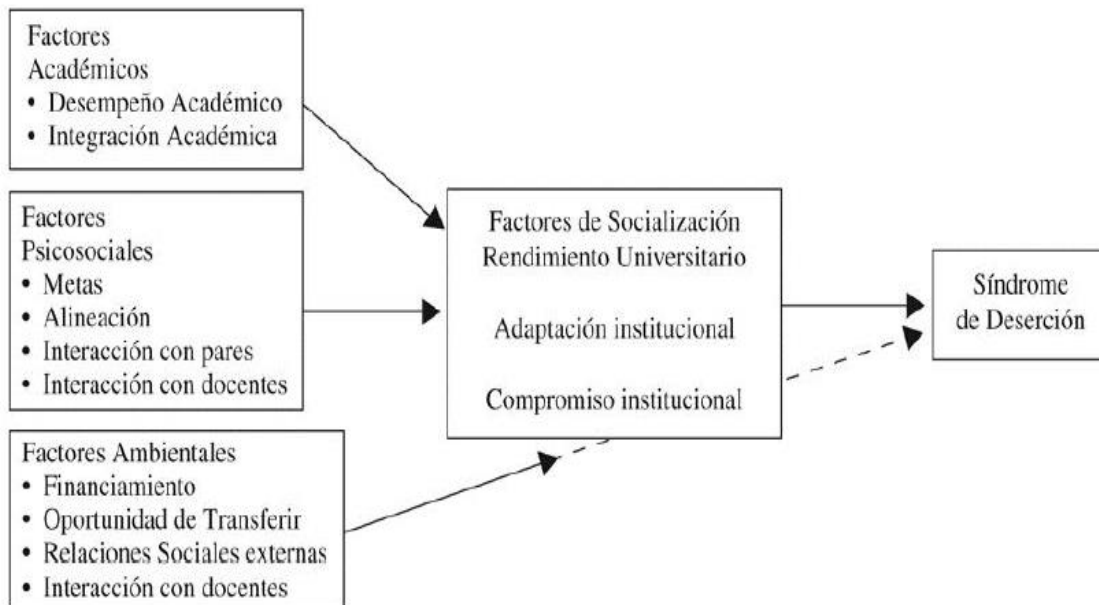 Factores
Académicos
• Desempeño Académico
• Integración Académica
Factores
Psicosociales
• Metas
• Alineación
• Interacción con pares
• Interacción con docentes
Factores Ambientales
• Financiamiento
• Oportunidad de Transferir
• Relaciones Sociales externas
• Interacción con docentes
Factores de Socialización
Rendimiento Universitario
Adaptación institucional
Compromiso institucional
Síndrome
de Deserción